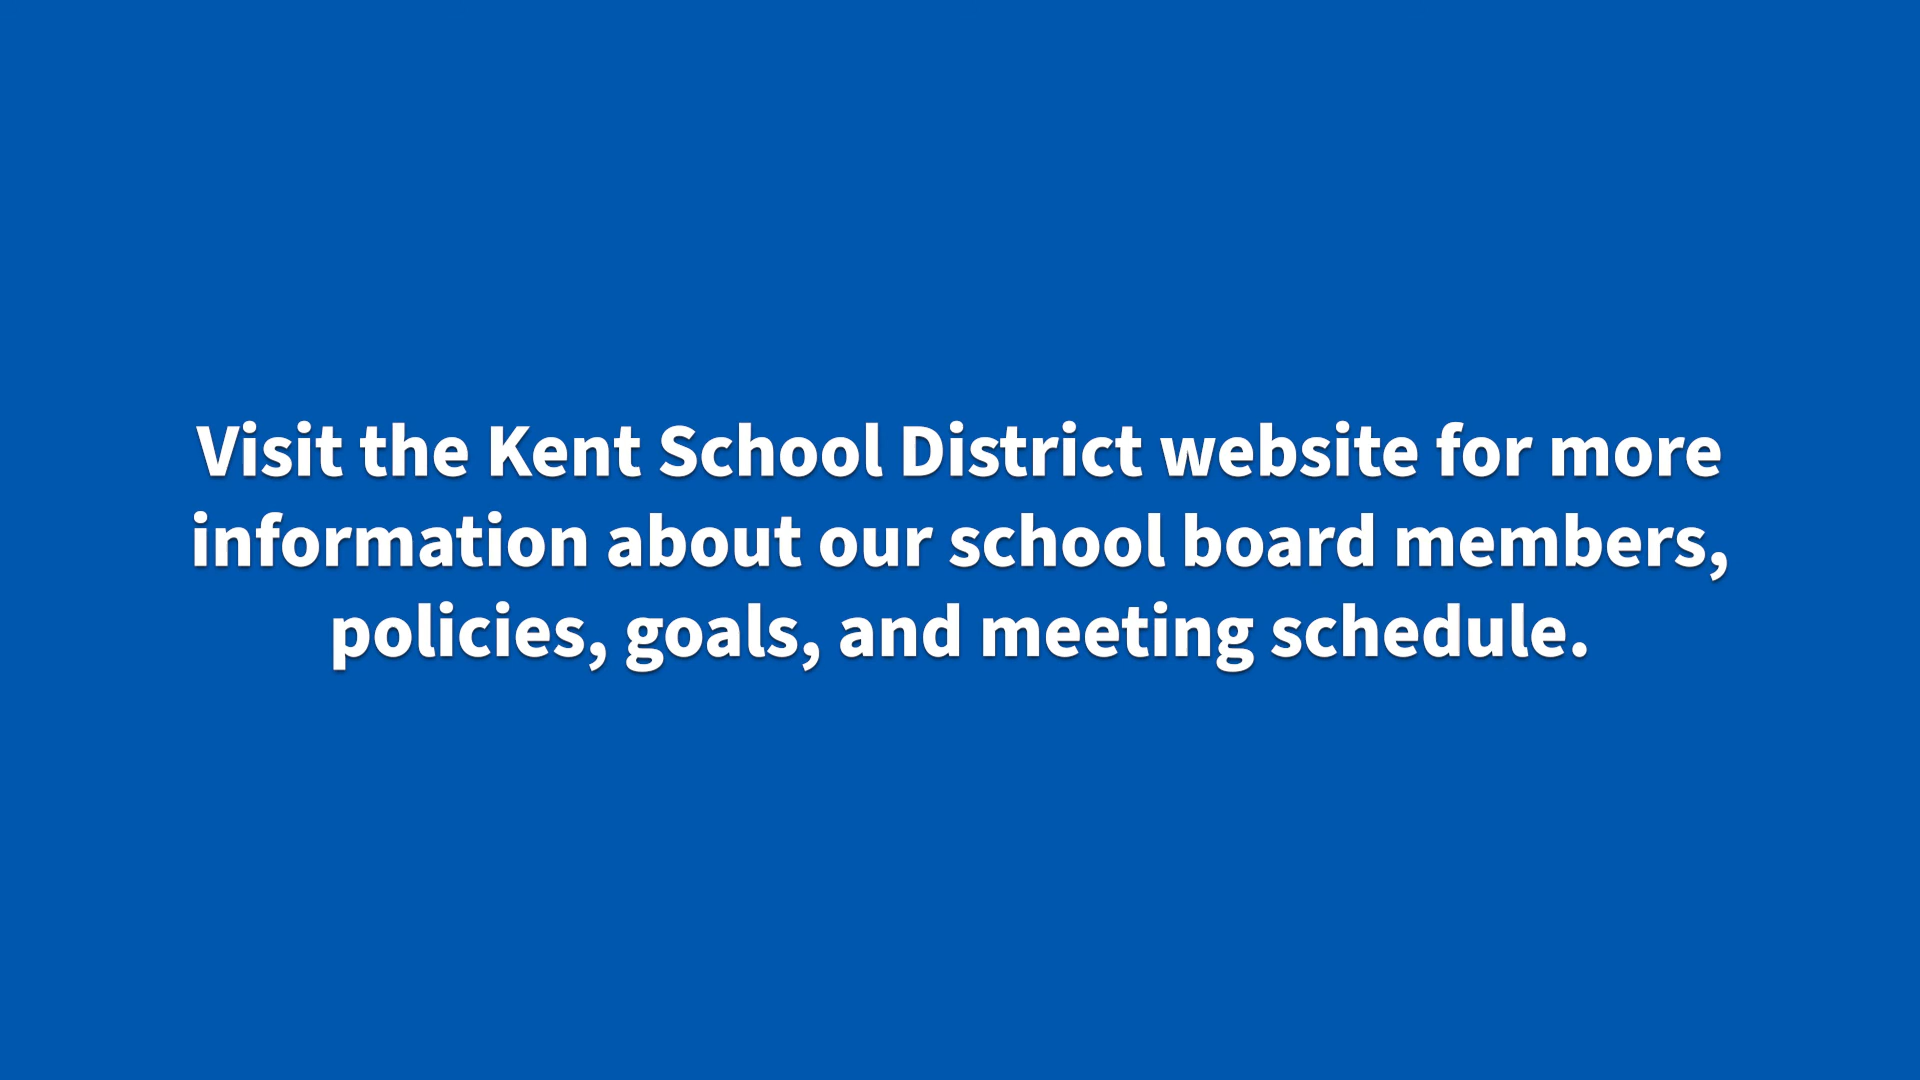 Visit the Kent School District website for more
information about our school board members,
policies, goals, and meeting schedule.